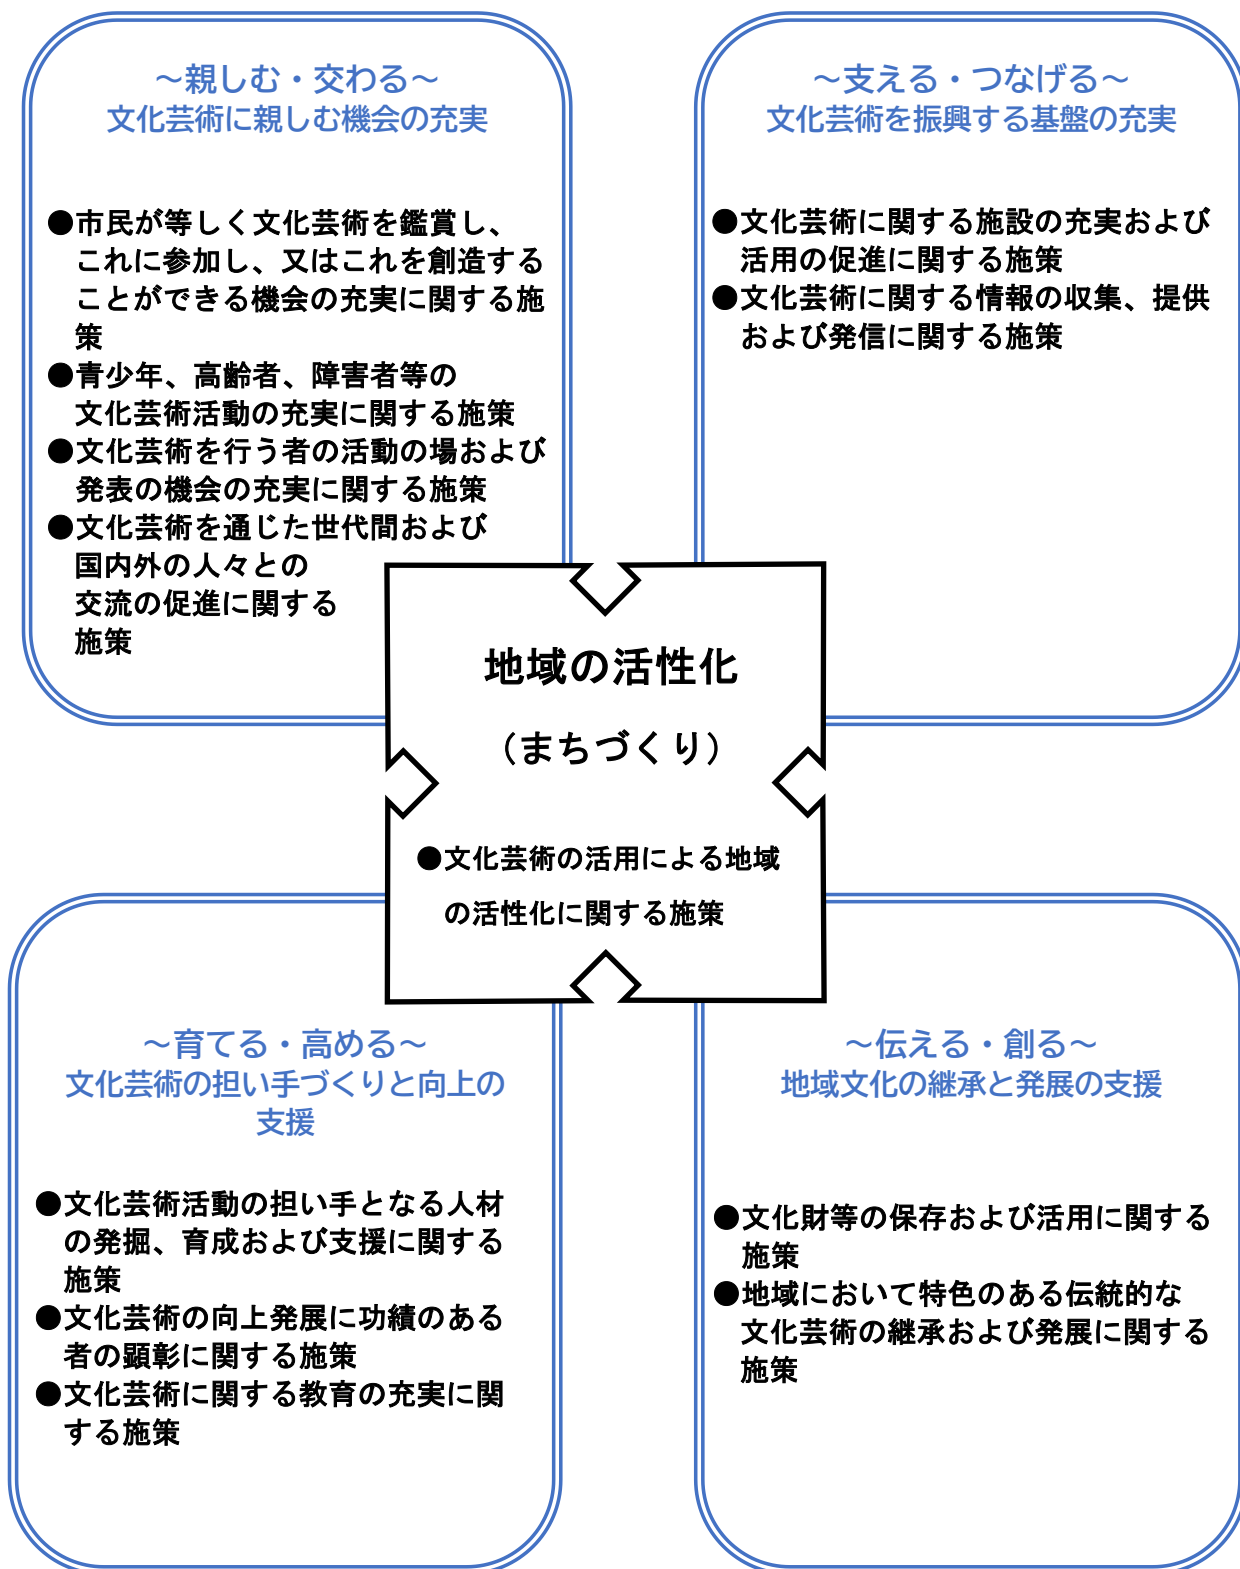 ～親しむ・交わる～
文化芸術に親しむ機会の充実
●市民が等しく文化芸術を鑑賞し、
これに参加し、又はこれを創造する
ことができる機会の充実に関する施
策
●青少年、高齢者、障害者等の
文化芸術活動の充実に関する施策
●文化芸術を行う者の活動の場および
発表の機会の充実に関する施策
●文化芸術を通じた世代間および
国内外の人々との
交流の促進に関する
施策
～支える・つなげる～
文化芸術を振興する基盤の充実
●文化芸術に関する施設の充実および
活用の促進に関する施策
●文化芸術に関する情報の収集、提供
および発信に関する施策
地域の活性化
（まちづくり）
●文化芸術の活用による地域
の活性化に関する施策
～育てる・高める～
文化芸術の担い手づくりと向上の
支援
●文化芸術活動の担い手となる人材
の発掘、育成および支援に関する
施策
●文化芸術の向上発展に功績のある
者の顕彰に関する施策
●文化芸術に関する教育の充実に関
する施策
～伝える・創る～
地域文化の継承と発展の支援
●文化財等の保存および活用に関する
施策
●地域において特色のある伝統的な
文化芸術の継承および発展に関する
施策